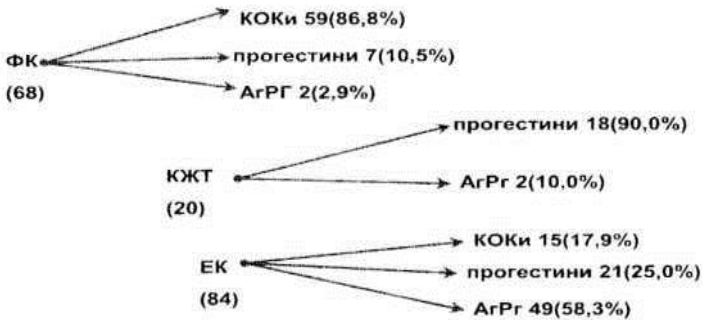 КОКи 59(86,8%)
ФК
прогестини 7(10,5%)
(68)
АгРГ 2(2,9%)
прогестини 18(90,0%)
КЖТ
АгРг 2(10,0%)
(20)
КОКи 15(17,9%)
ЕК
прогестини 21(25,0%)
(84)
АгРг 49(58,3%)